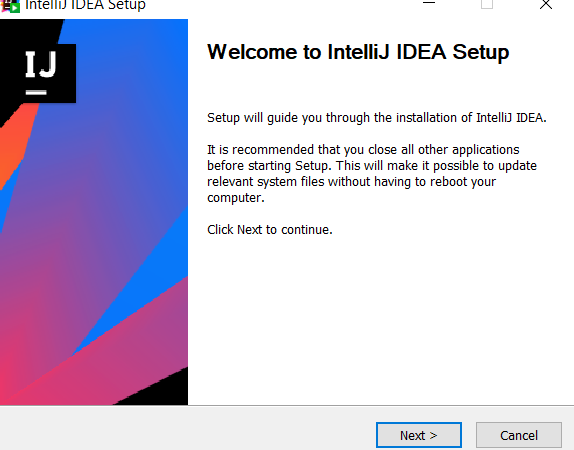 IntelliJ IDEA Setup
IJ
Welcome to IntelliJ IDEA Setup
Setup will guide you through the installation of IntelliJ IDEA.
It is recommended that you close all other applications
before starting Setup. This will make it possible to update
relevant system files without having to reboot your
computer.
Click Next to continue.
Next >
Cancel